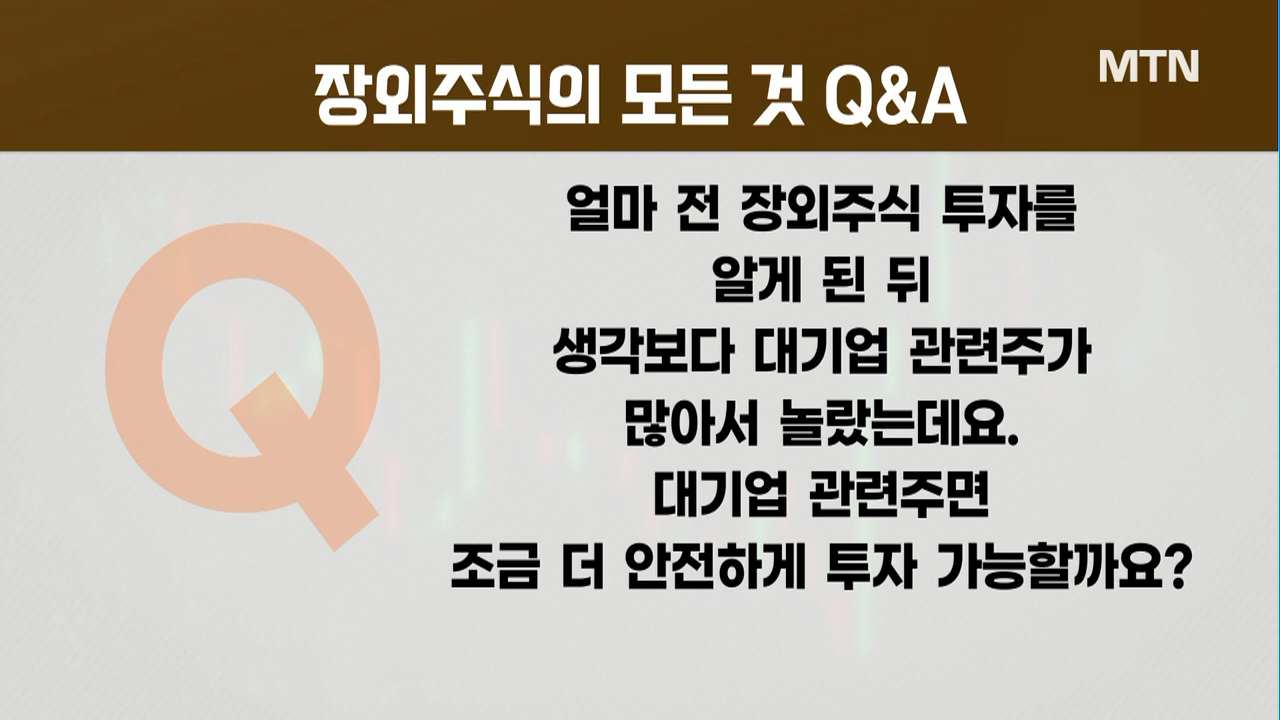 장외주식의 모든 것 Q&A
MTN
Q
얼마 전 장외주식 투자를
알게 된 뒤
생각보다 대기업 관련주가
많아서 놀랐는데요.
대기업 관련주면
조금 더 안전하게 투자 가능할까요?